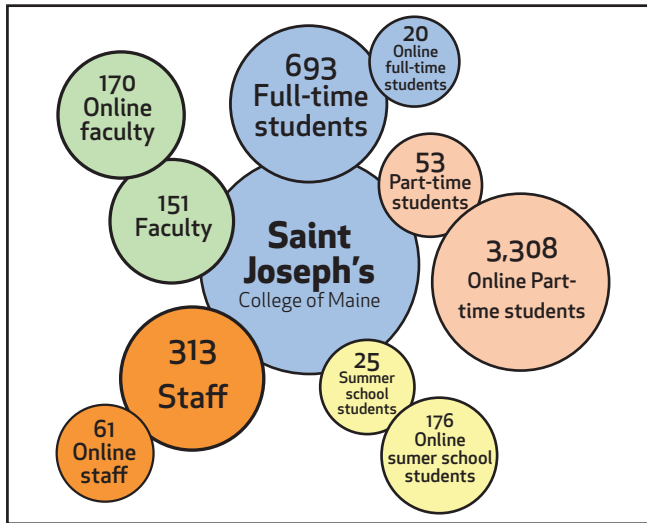 20
Online
full-time
students
693
Full-time
students
170
Online
faculty
53
Part-time
students
151
Faculty
Saint
Joseph's
College of Maine
3,308
Online Part-
time students
313
Staff
25
Summer
school
students
61
Online
staff
176
Online
sumer school
students